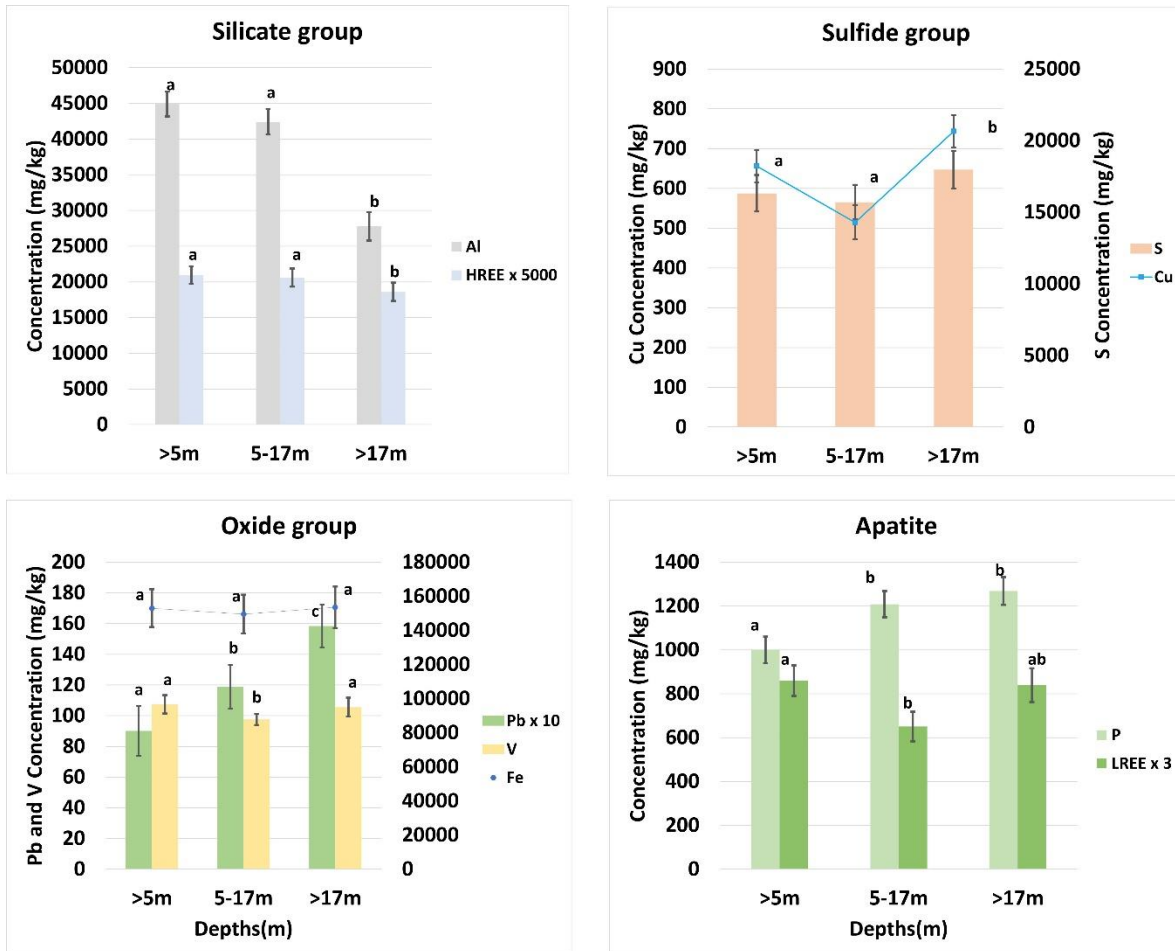 Silicate group
Concentration (mg/kg)
50000
45000
40000
35000
30000
25000
20000
15000
10000
5000
0
a
a
a
a
b
b
>5m
5-17m
>17m
Al
HREE x 5000
Sulfide group
Cu Concentration (mg/kg)
900
800
700
600
500
400
300
200
100
0
a
a
b
>5m
5-17m
>17m
25000
20000
15000
10000
5000
0
S Concentration (mg/kg)
S
Cu
Oxide group
Pb and V Concentration (mg/kg)
200
180
160
140
120
100
80
60
40
20
0
a
a
a
a
a
b
b
c
a
>5m
5-17m
>17m
Depths(m)
180000
160000
140000
120000
100000
80000
60000
40000
20000
0
Pb x 10
V
Fe
Apatite
Concentration (mg/kg)
1400
1200
1000
800
600
400
200
0
a
a
b
b
b
ab
>5m
5-17m
>17m
Depths(m)
P
LREE x 3